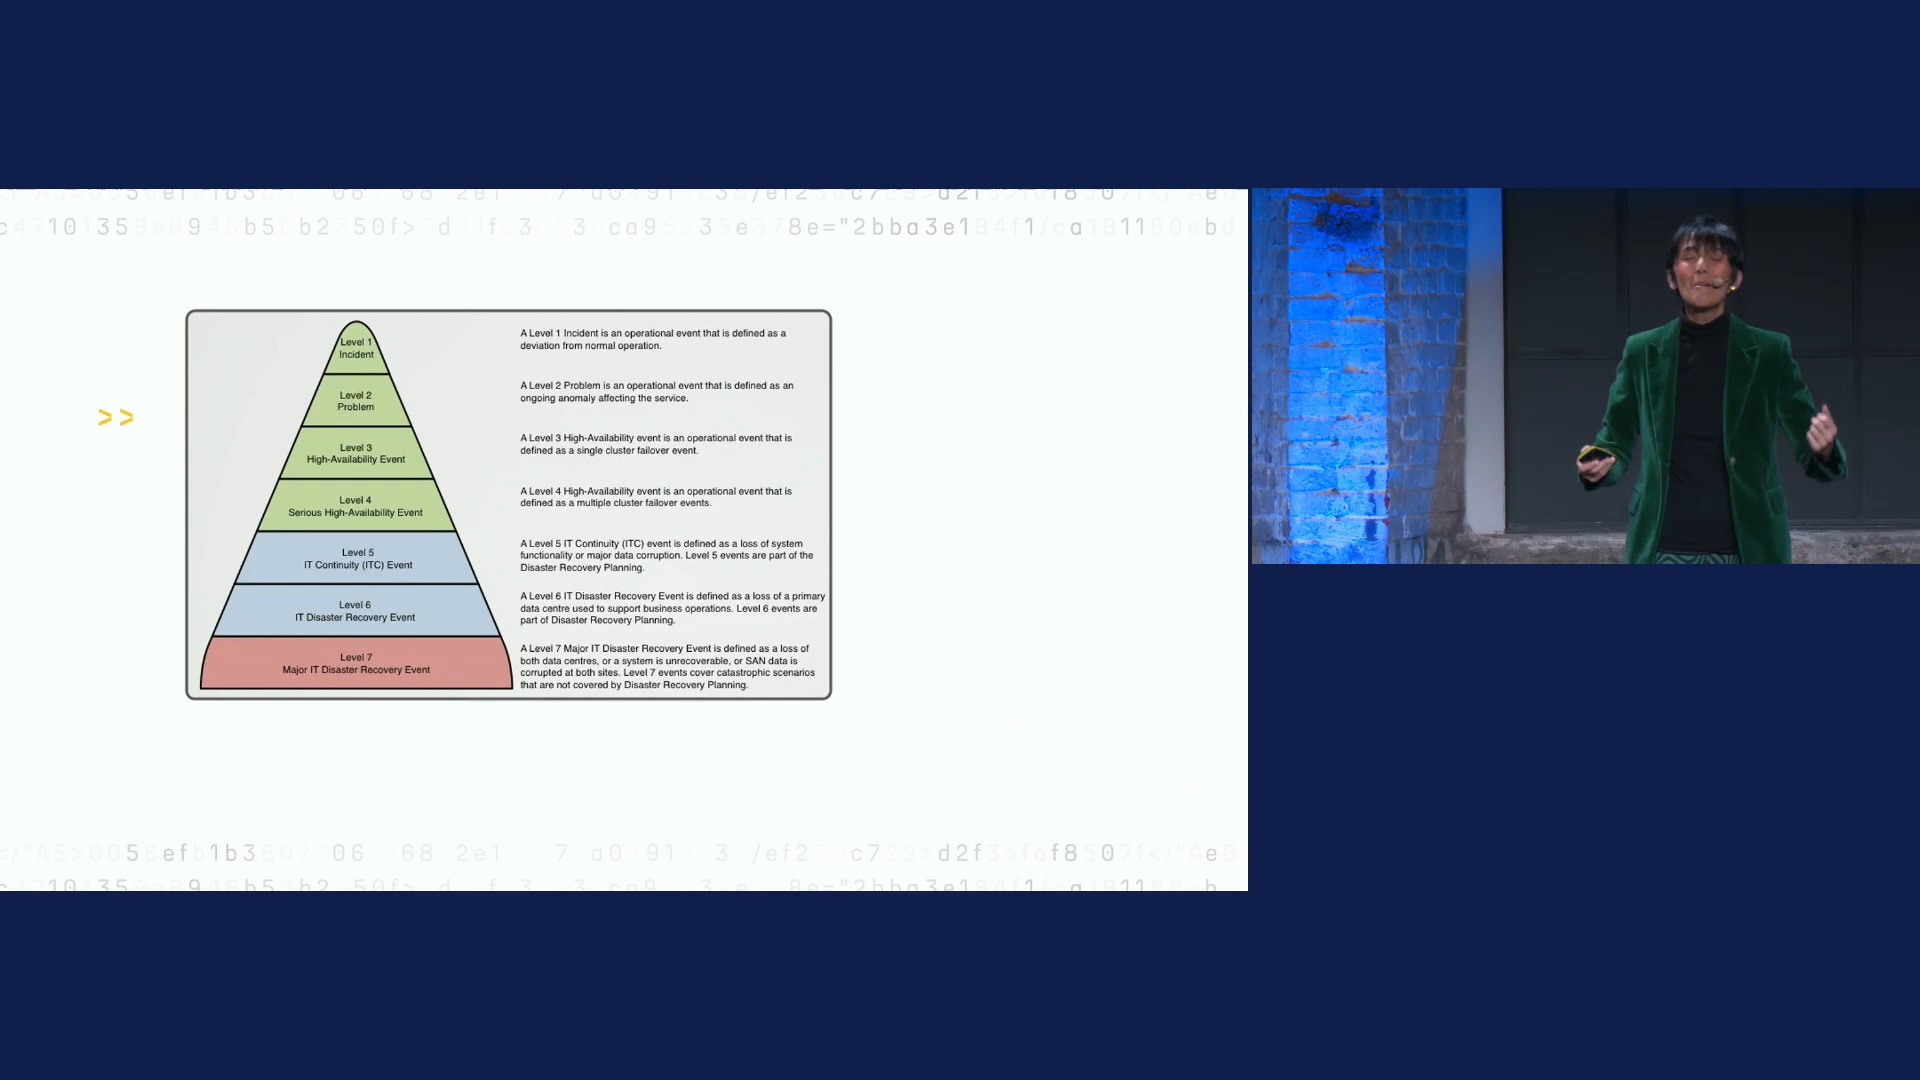 >>
Level 1
Incident
A Level 1 Incident is an operational event that is defined as a
deviation from normal operation.
Level 2
Problem
A Level 2 Problem is an operational event that is defined as an
ongoing anomaly affecting the service.
Level 3
High-Availability Event
A Level 3 High-Availability event is an operational event that is
defined as a single cluster failover event.
Level 4
Serious High-Availability Event
A Level 4 High-Availability event is an operational event that is
defined as a multiple cluster failover events.
Level 5
IT Continuity (ITC) Event
A Level 5 IT Continuity (ITC) event is defined as a loss of system
functionality or major data corruption. Level 5 events are part of the
Disaster Recovery Planning.
Level 6
IT Disaster Recovery Event
A Level 6 IT Disaster Recovery Event is defined as a loss of a primary
data centre used to support business operations. Level 6 events are
part of Disaster Recovery Planning.
Level 7
Major IT Disaster Recovery Event
A Level 7 Major IT Disaster Recovery Event is defined as a loss of
both data centres, or a system is unrecoverable, or SAN data is
corrupted at both sites. Level 7 events cover catastrophic scenarios
that are not covered by Disaster Recovery Planning.